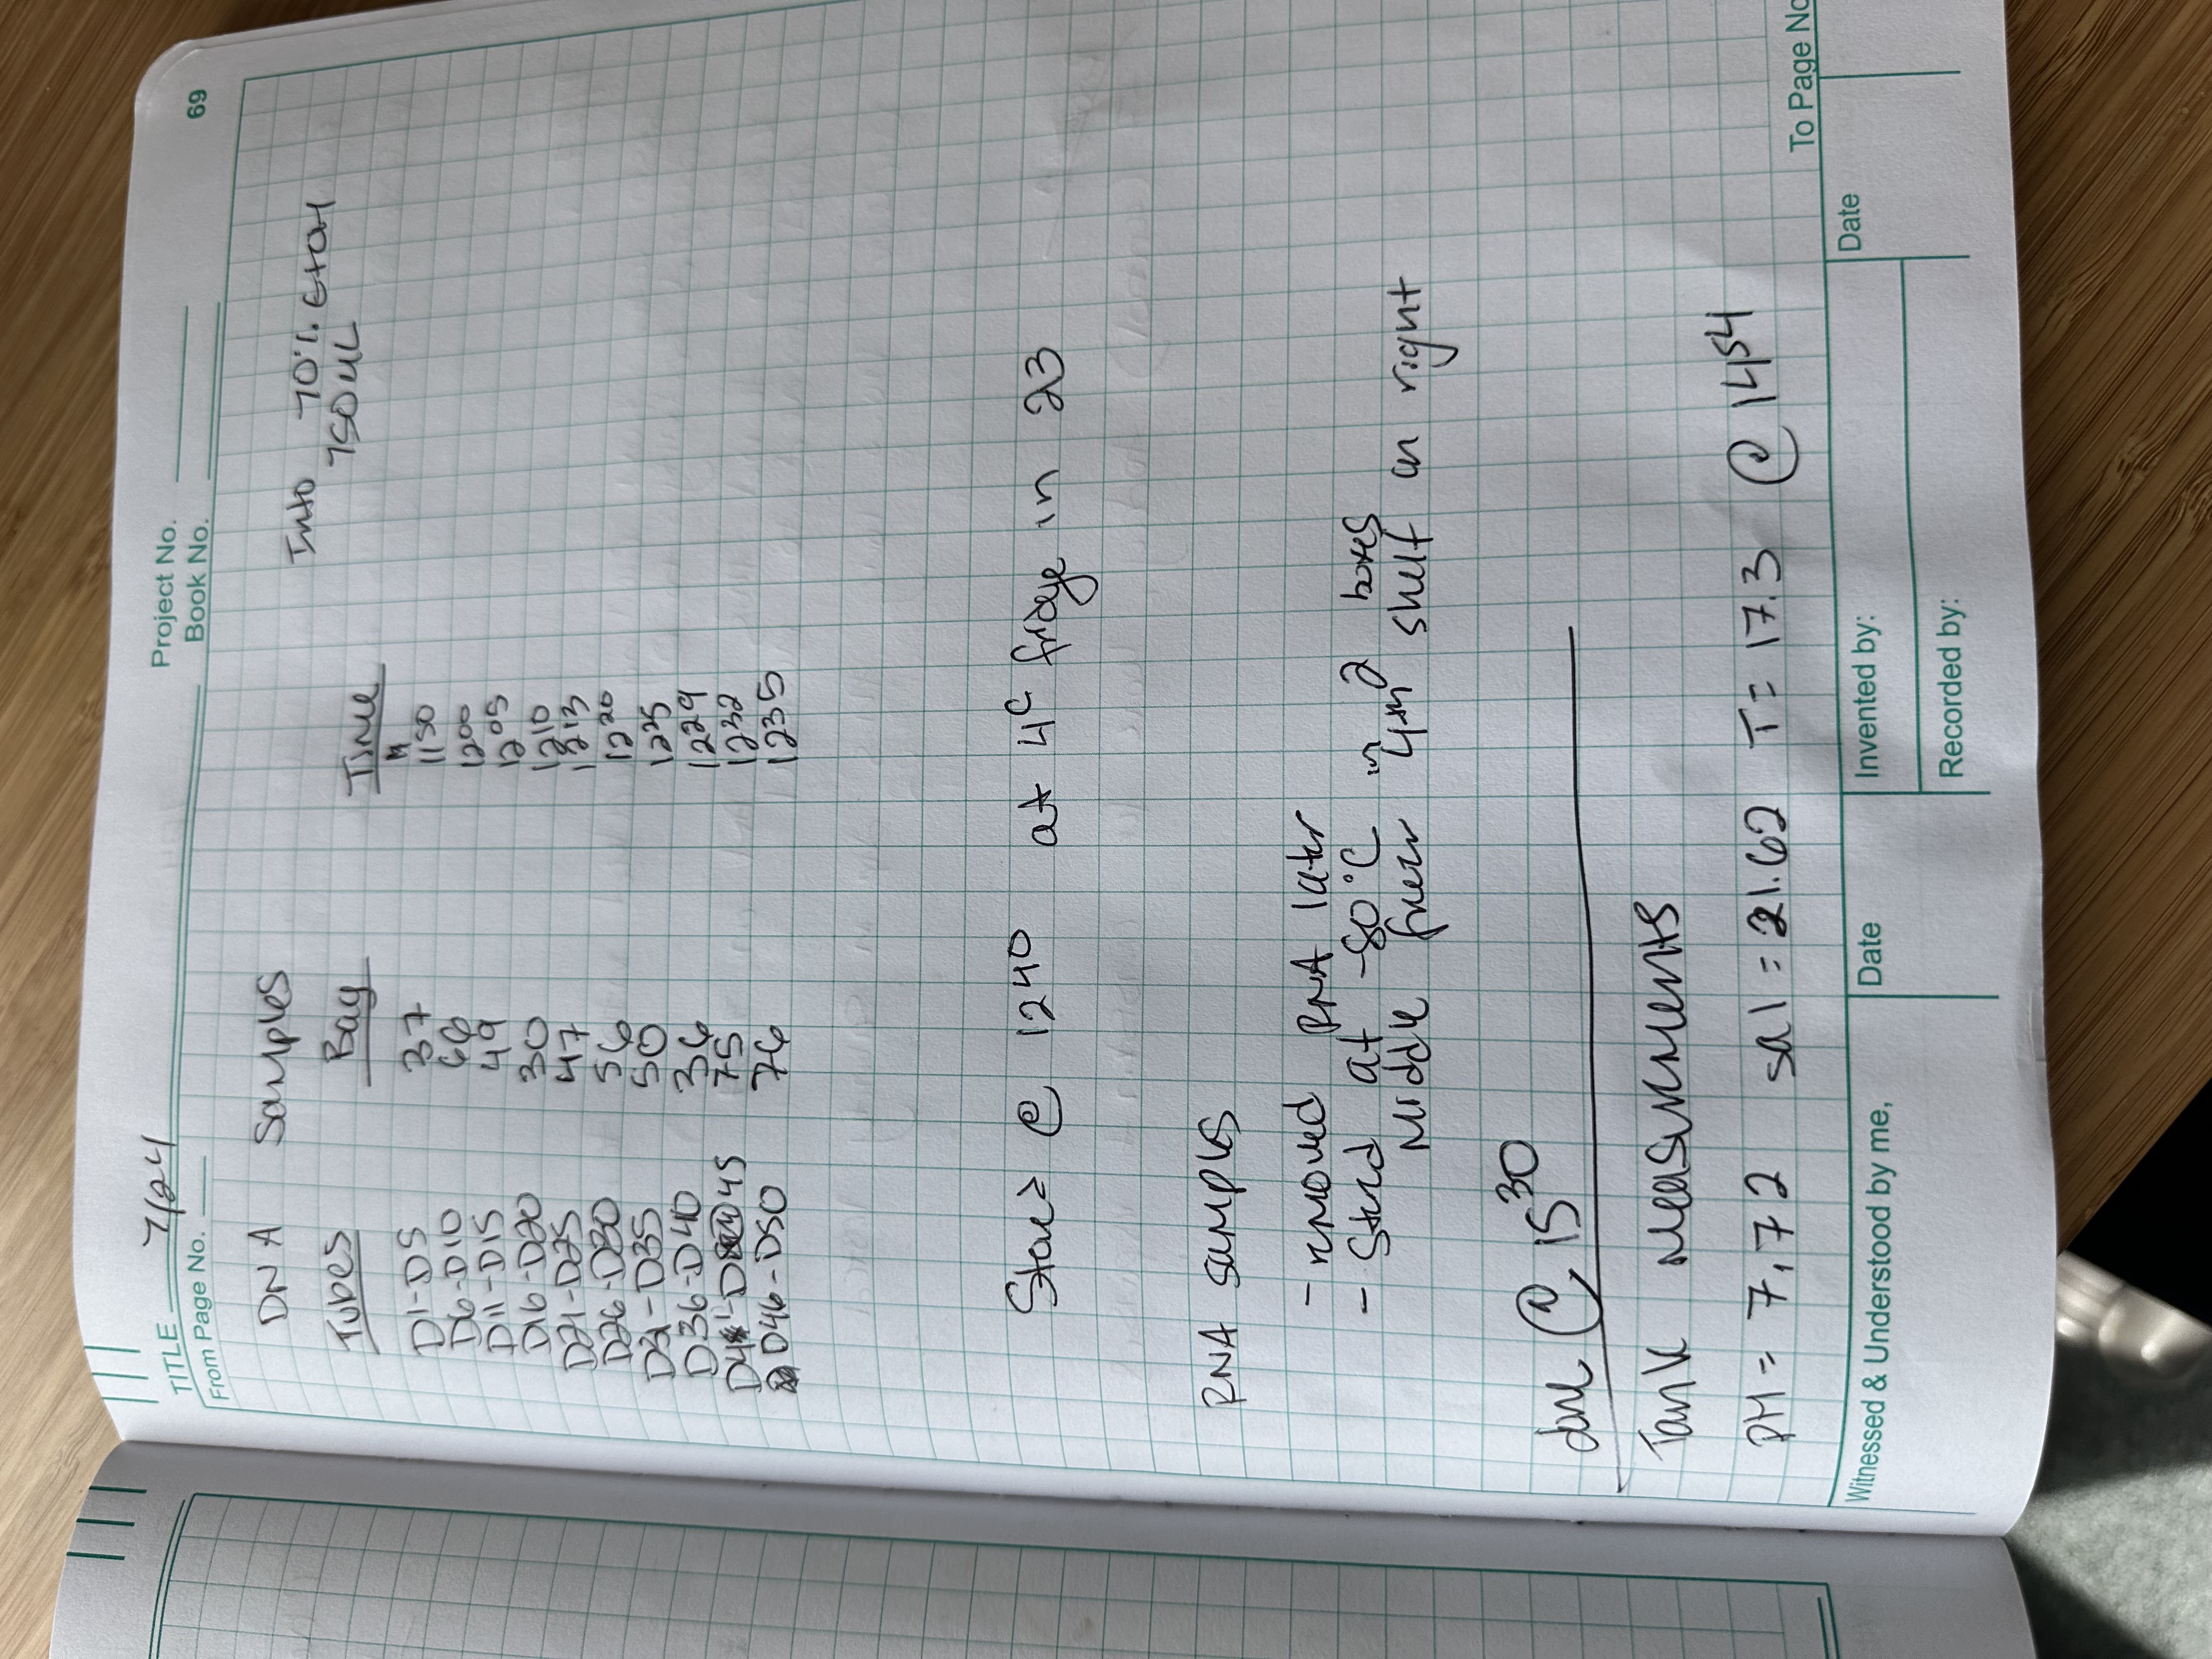 TITLE 7/24
Project No.
From Page No.
Book No.
69
DNA Samples
Into 70% EtOH
750 uL
Tubes Bag Time
D1-D5 37 1150
D6-D10 66 1200
D11-D15 49 1205
D16-D20 30 1210
D21-D25 47 1213
D26-D30 56 1220
D31-D35 50 1225
D36-D40 36 1229
D41-D45 75 1232
D46-D50 76 1235
@ 1240 at 4C fridge in 23
RNA samples
- removed RNA later
- Stored at -80°C in 2 boxes
Middle freezer 4th shelf on right
done @ 1530
Tank Measurements
PH = 7.72 sal = 21.62 T = 17.3 @ 1454
To Page No
Witnessed & Understood by me,
Date
Invented by:
Date
Recorded by: